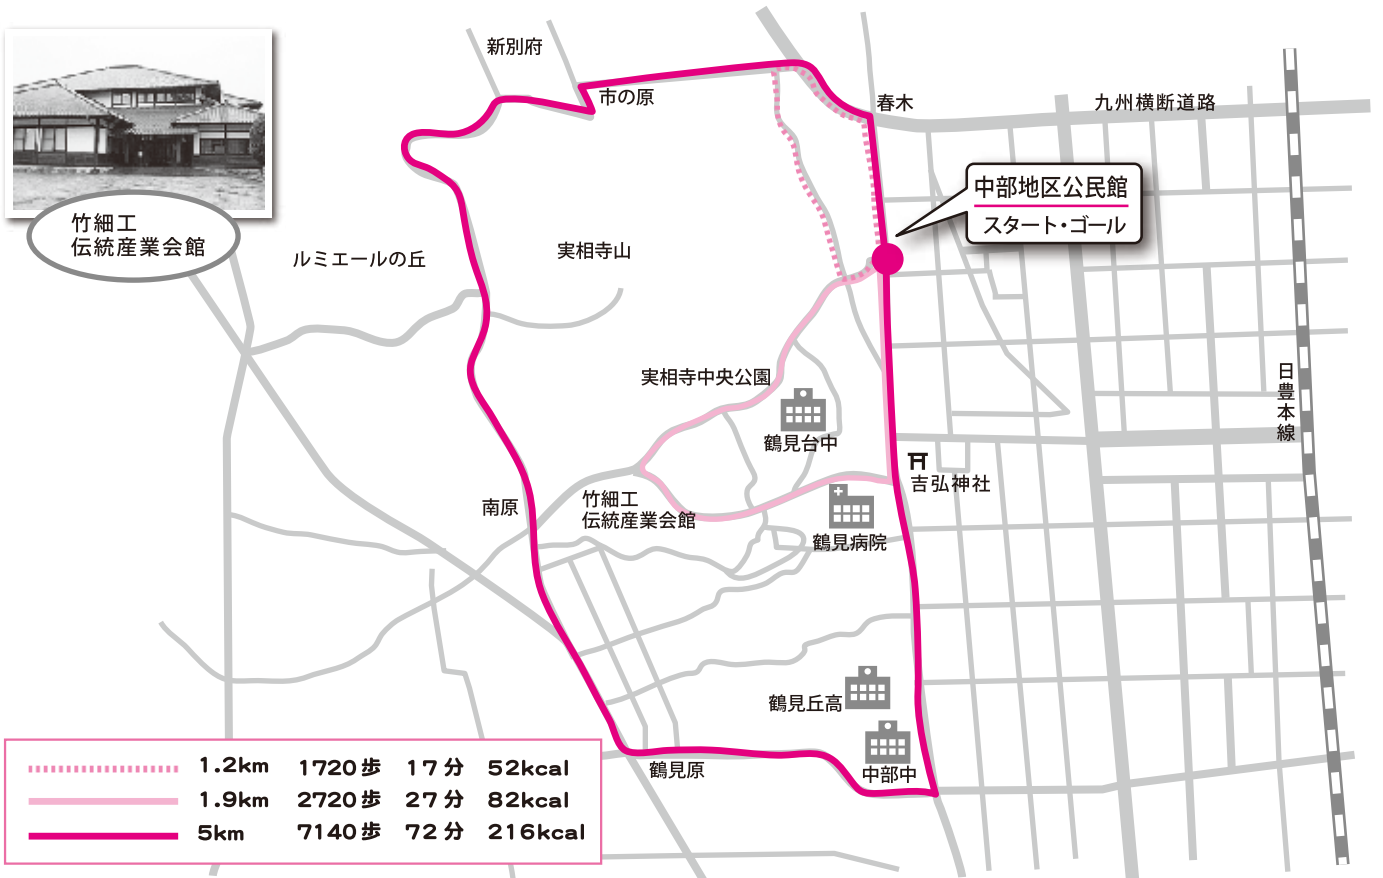 新別府
市の原
春木
九州横断道路
中部地区公民館
スタート・ゴール
竹細工
伝統産業会館
ルミエールの丘
実相寺山
実相寺中央公園
日豊本線
鶴見台中
吉弘神社
南原
竹細工
伝統産業会館
鶴見病院
鶴見丘高
中部中
鶴見原
1.2km 1720歩 17分 52kcal
1.9km 2720歩 27分 82kcal
5km 7140歩 72分 216kcal